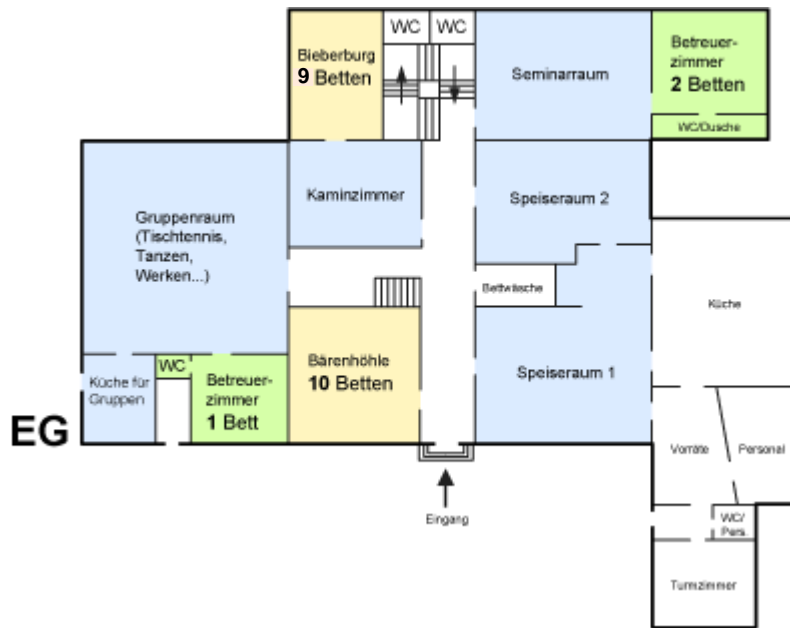 WC
WC
Bieberburg
9 Betten
Seminarraum
Betreuer-
zimmer
2 Betten
WC/Dusche
Kaminzimmer
Speiseraum 2
Gruppenraum
(Tischtennis,
Tanzen,
Werken...)
Bettwäsche
Küche
Küche für
Gruppen
WC
Betreuer-
zimmer
1 Bett
Bärenhöhle
10 Betten
Speiseraum 1
EG
Vorräte
Personal
Eingang
WC/
Pers.
Turmzimmer